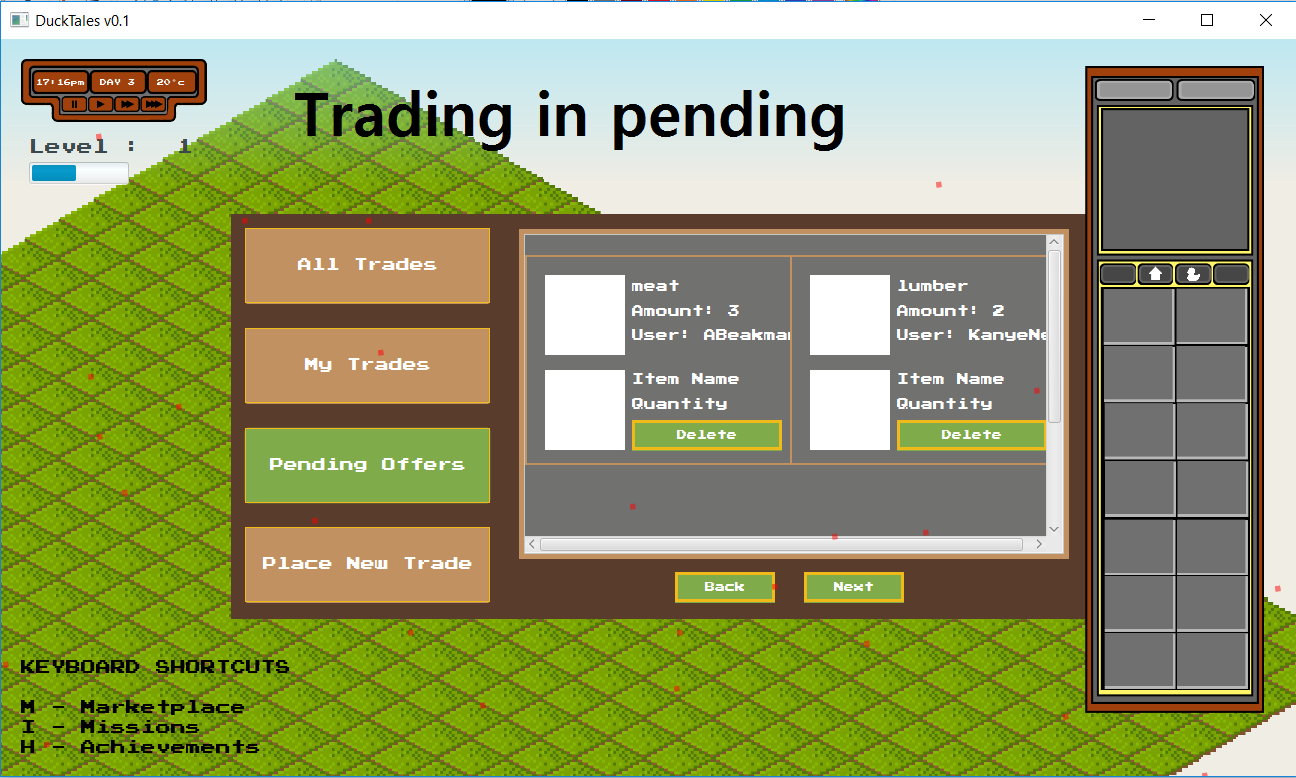 DuckTales v0.1
17:16pm DAY 3 20°c
Level : 1
Trading in pending
All Trades
My Trades
Pending Offers
Place New Trade
meat
Amount: 3
User: ABeakma
Item Name
Quantity
Delete
lumber
Amount: 2
User: KanyeNe
Item Name
Quantity
Delete
Back
Next
KEYBOARD SHORTCUTS
M - Marketplace
I - Missions
H - Achievements